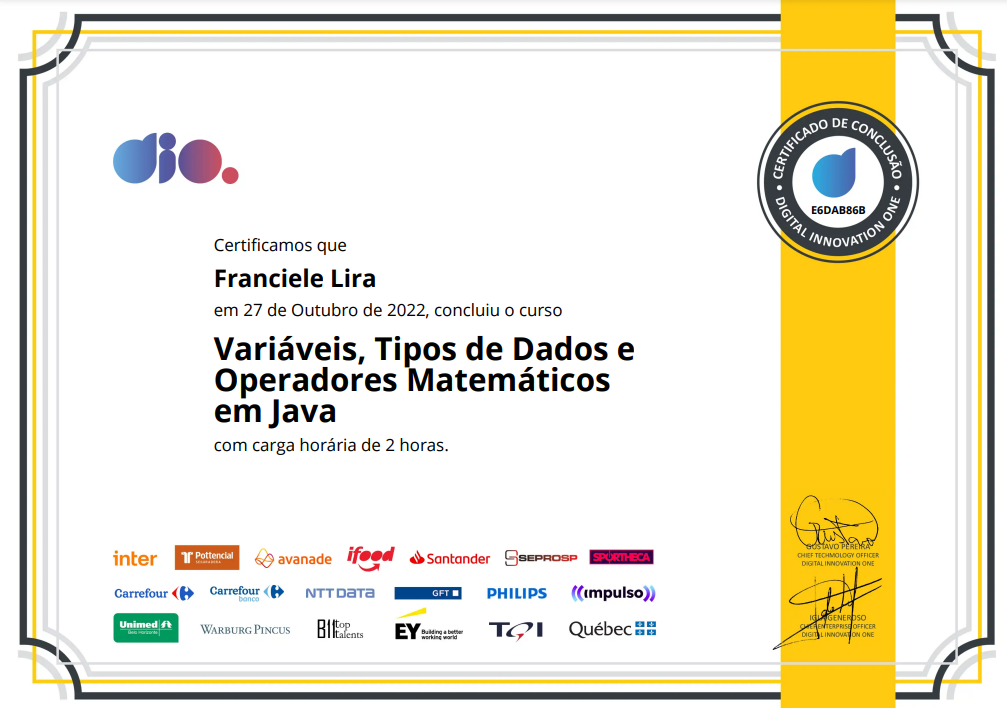 dio.
CERTIFICADO DE CONCLUSÃO
E6DAB86B
DIGITAL INNOVATION ONE
Certificamos que
Franciele Lira
em 27 de Outubro de 2022, concluiu o curso
Variáveis, Tipos de Dados e
Operadores Matemáticos
em Java
com carga horária de 2 horas.
inter Pottencial avanade ifood Santander SEPROSP SPORTHECA
Carrefour Carrefour banco NTT DATA GFT PHILIPS impulso
Unimed Belo Horizonte WARBURG PINCUS B11 top talents EY Building a better working world TQI Québec
GUSTAVO PEREIRA
CHIEF TECHNOLOGY OFFICER
DIGITAL INNOVATION ONE
GENEROSO
CHIEF ENTERPRISE OFFICER
DIGITAL INNOVATION ONE